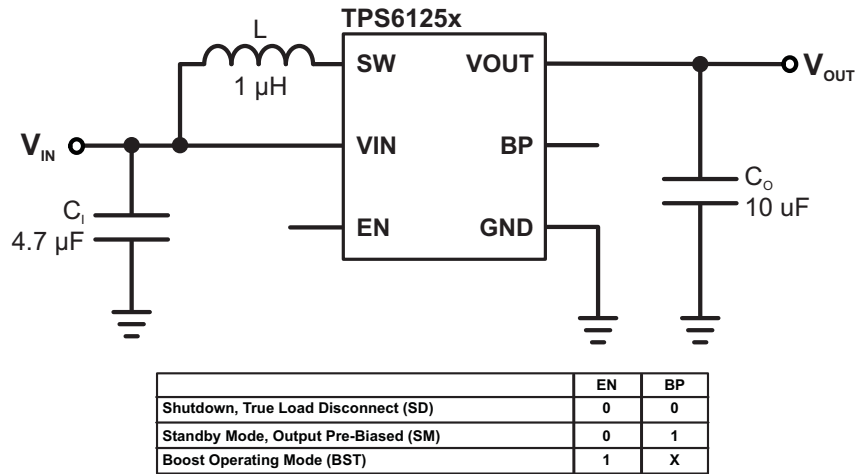 TPS6125x
L
1 µH
SW VOUT
V_IN
VIN BP
V_OUT
C_I
4.7 µF
EN GND
C_O
10 uF
EN BP
Shutdown, True Load Disconnect (SD) 0 0
Standby Mode, Output Pre-Biased (SM) 0 1
Boost Operating Mode (BST) 1 X